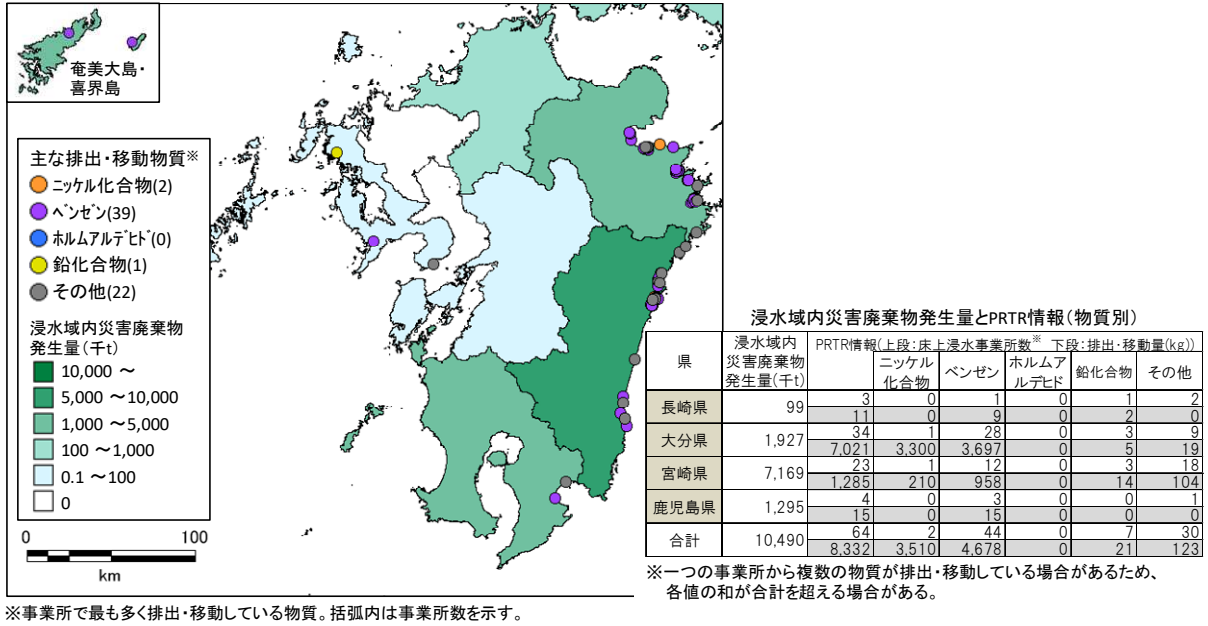 奄美大島・
喜界島
主な排出・移動物質※
ニッケル化合物(2)
ベンゼン(39)
ホルムアルデヒド(0)
鉛化合物(1)
その他(22)
浸水域内災害廃棄物
発生量(千t)
10,000 ～
5,000 ～10,000
1,000 ～5,000
100 ～1,000
0.1 ～100
0
0 100
km
※事業所で最も多く排出・移動している物質。括弧内は事業所数を示す。
浸水域内災害廃棄物発生量とPRTR情報(物質別)
県 浸水域内災害廃棄物発生量(千t) PRTR情報(上段:床上浸水事業所数※ 下段:排出・移動量(kg))
ニッケル化合物 ベンゼン ホルムアルデヒド 鉛化合物 その他
長崎県 99 3 0 1 0 1 2
11 0 9 0 2 0
大分県 1,927 34 1 28 0 3 9
7,021 3,300 3,697 0 5 19
宮崎県 7,169 23 1 12 0 3 18
1,285 210 958 0 14 104
鹿児島県 1,295 4 0 3 0 0 1
15 0 15 0 0 0
合計 10,490 64 2 44 0 7 30
8,332 3,510 4,678 0 21 123
※一つの事業所から複数の物質が排出・移動している場合があるため、
各値の和が合計を超える場合がある。